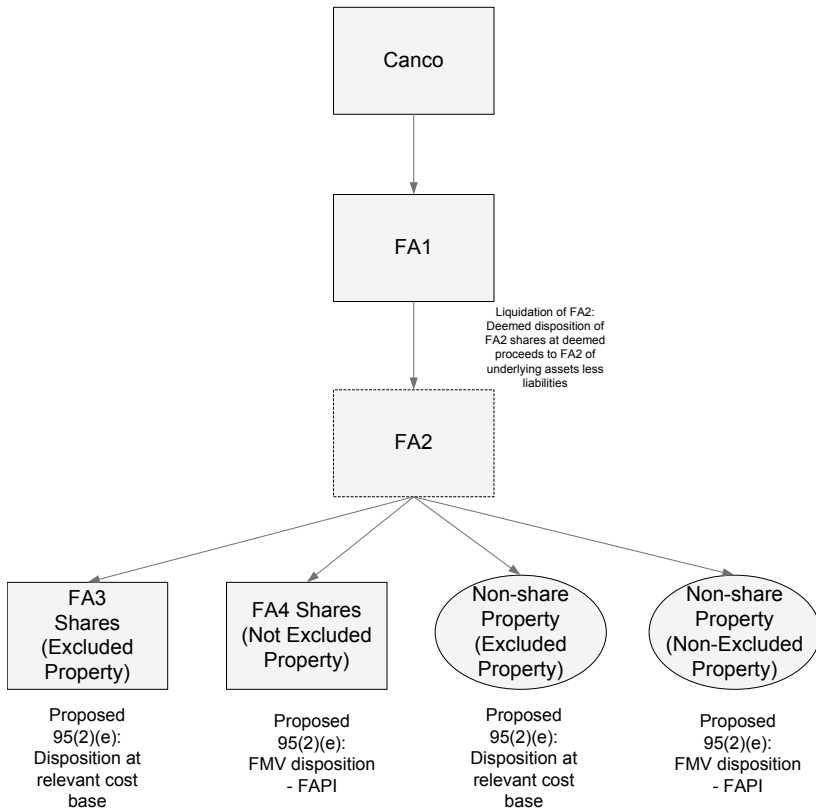 Canco
FA1
Liquidation of FA2:
Deemed disposition of
FA2 shares at deemed
proceeds to FA2 of
underlying assets less
liabilities
FA2
FA3
Shares
(Excluded
Property)
FA4 Shares
(Not Excluded
Property)
Non-share
Property
(Excluded
Property)
Non-share
Property
(Non-Excluded
Property)
Proposed
95(2)(e):
Disposition at
relevant cost
base
Proposed
95(2)(e):
FMV disposition
- FAPI
Proposed
95(2)(e):
Disposition at
relevant cost
base
Proposed
95(2)(e):
FMV disposition
- FAPI